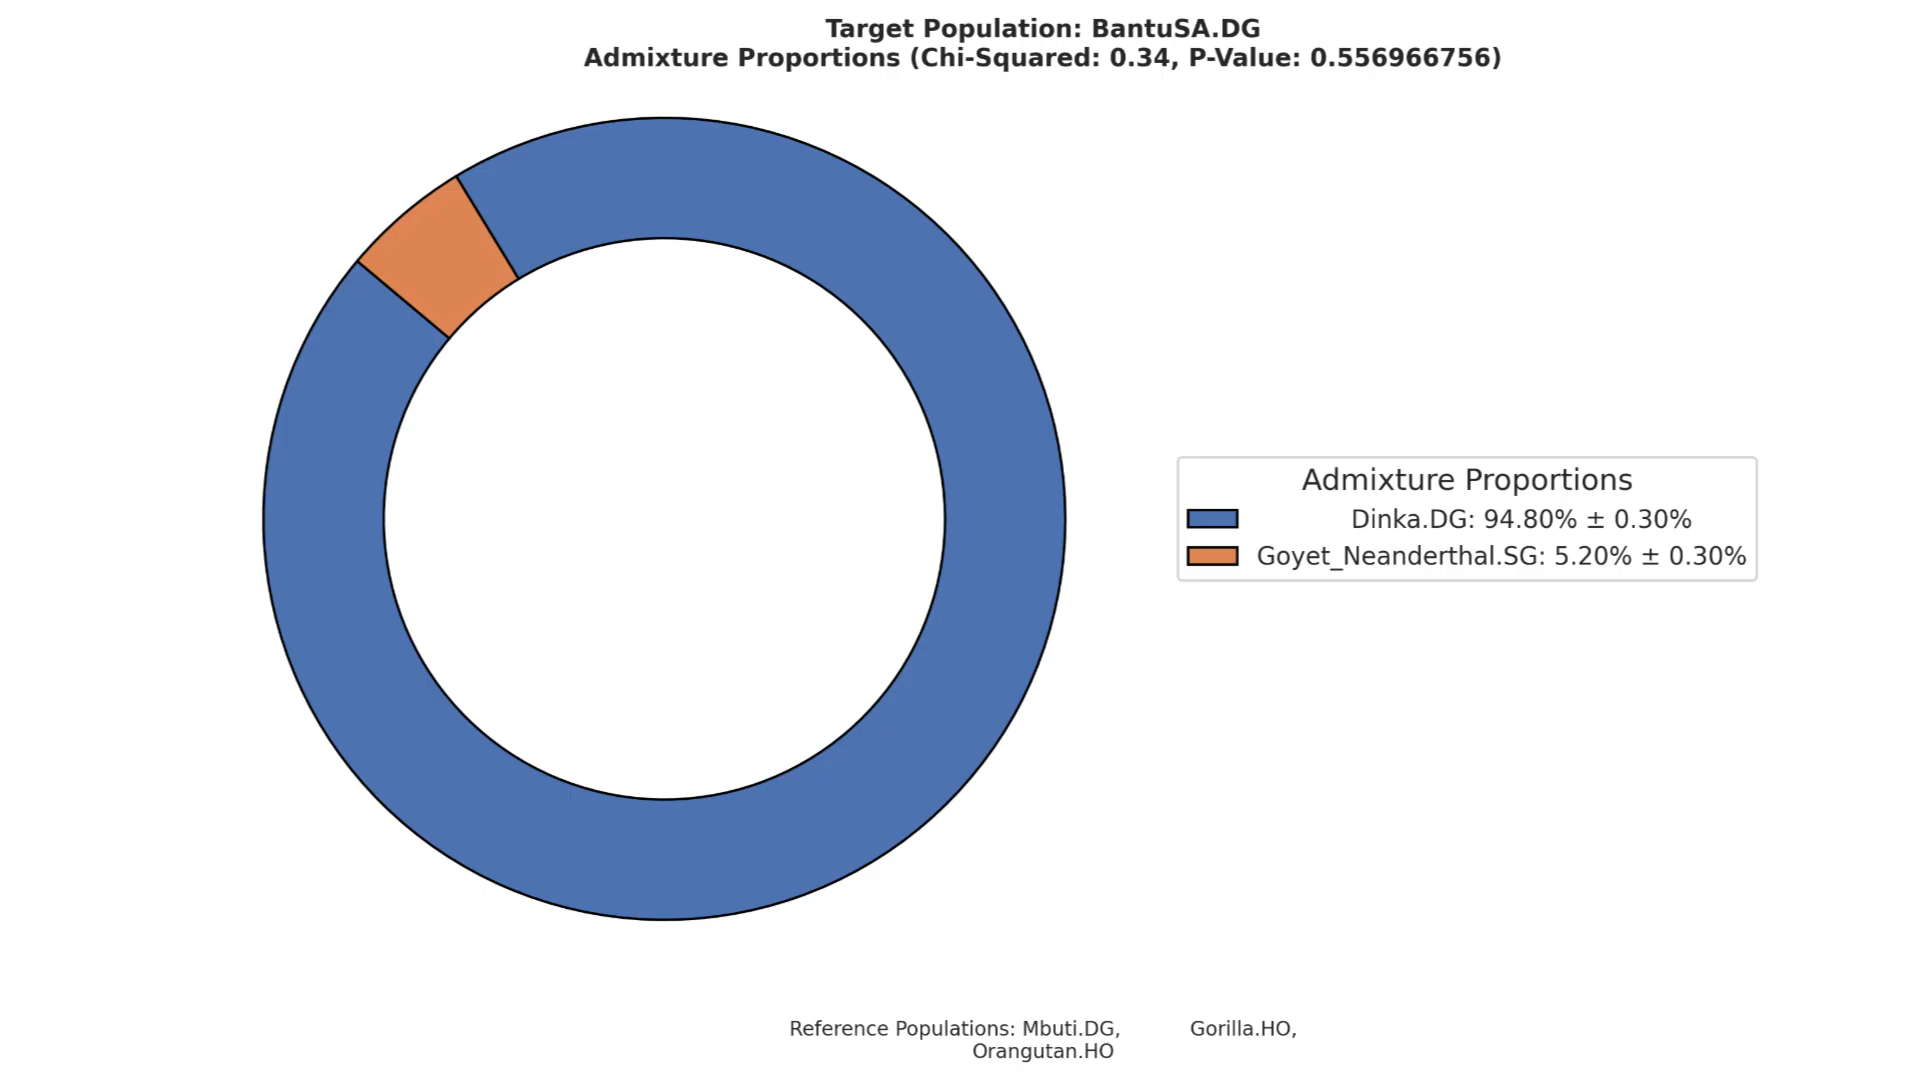 Target Population: BantuSA.DG
Admixture Proportions (Chi-Squared: 0.34, P-Value: 0.556966756)
Admixture Proportions
Dinka.DG: 94.80% ± 0.30%
Goyet_Neanderthal.SG: 5.20% ± 0.30%
Reference Populations: Mbuti.DG, Gorilla.HO,
Orangutan.HO